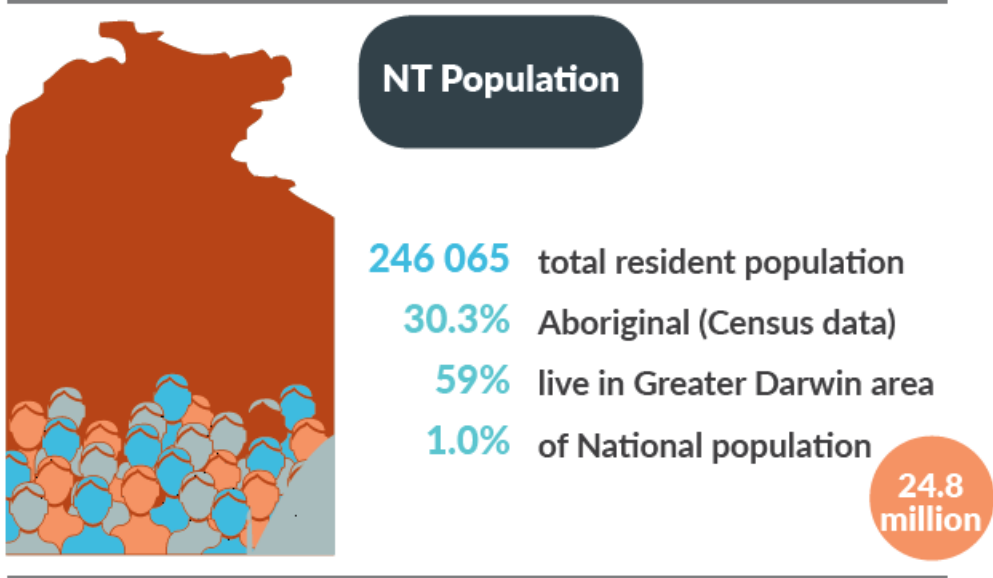 NT Population
246 065 total resident population
30.3% Aboriginal (Census data)
59% live in Greater Darwin area
1.0% of National population
24.8
million